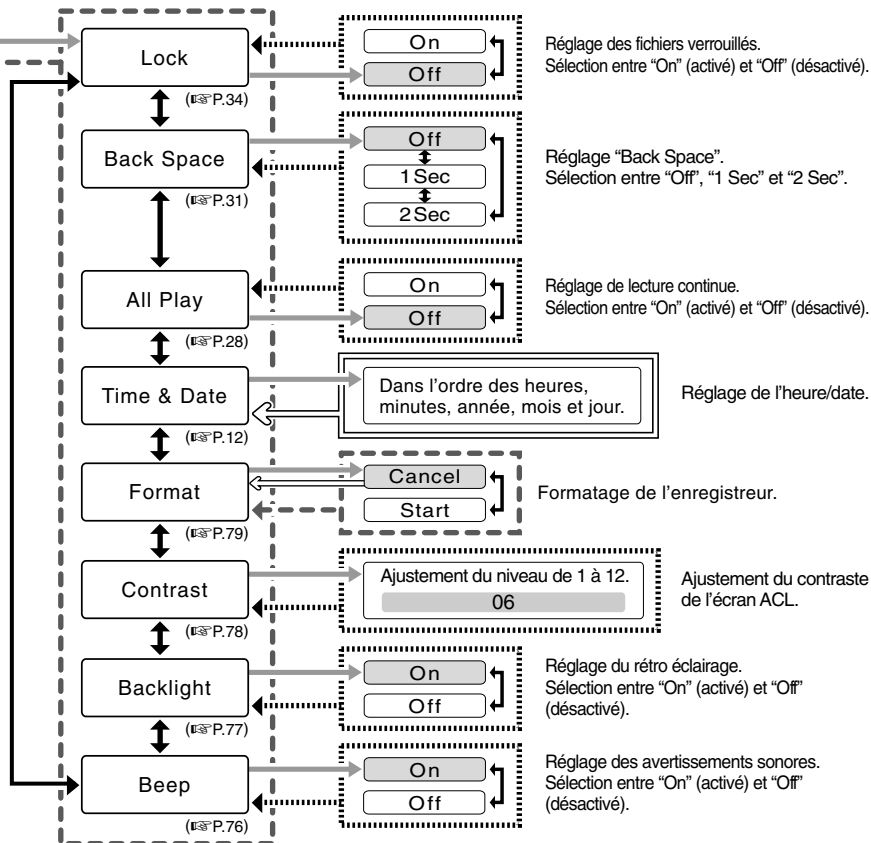 Lock
(☞P.34)
On
Off
Réglage des fichiers verrouillés.
Sélection entre “On” (activé) et “Off” (désactivé).
Back Space
(☞P.31)
Off
1 Sec
2 Sec
Réglage “Back Space”.
Sélection entre “Off”, “1 Sec” et “2 Sec”.
All Play
(☞P.28)
On
Off
Réglage de lecture continue.
Sélection entre “On” (activé) et “Off” (désactivé).
Time & Date
(☞P.12)
Dans l’ordre des heures,
minutes, année, mois et jour.
Réglage de l’heure/date.
Format
(☞P.79)
Cancel
Start
Formatage de l’enregistreur.
Contrast
(☞P.78)
Ajustement du niveau de 1 à 12.
06
Ajustement du contraste
de l’écran ACL.
Backlight
(☞P.77)
On
Off
Réglage du rétro éclairage.
Sélection entre “On” (activé) et “Off”
(désactivé).
Beep
(☞P.76)
On
Off
Réglage des avertissements sonores.
Sélection entre “On” (activé) et “Off”
(désactivé).